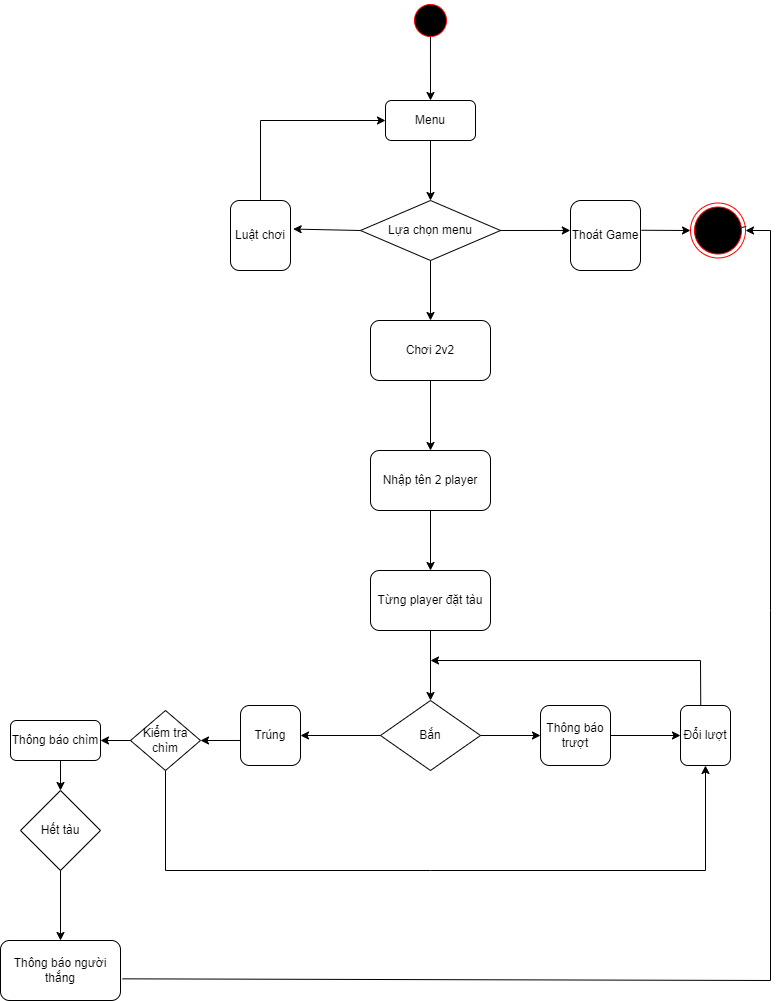 Menu
Luật chơi
Lựa chọn menu
Thoát Game
Chơi 2v2
Nhập tên 2 player
Từng player đặt tàu
Thông báo chìm
Kiểm tra
chìm
Trúng
Bắn
Thông báo
trượt
Đổi lượt
Hết tàu
Thông báo người
thắng